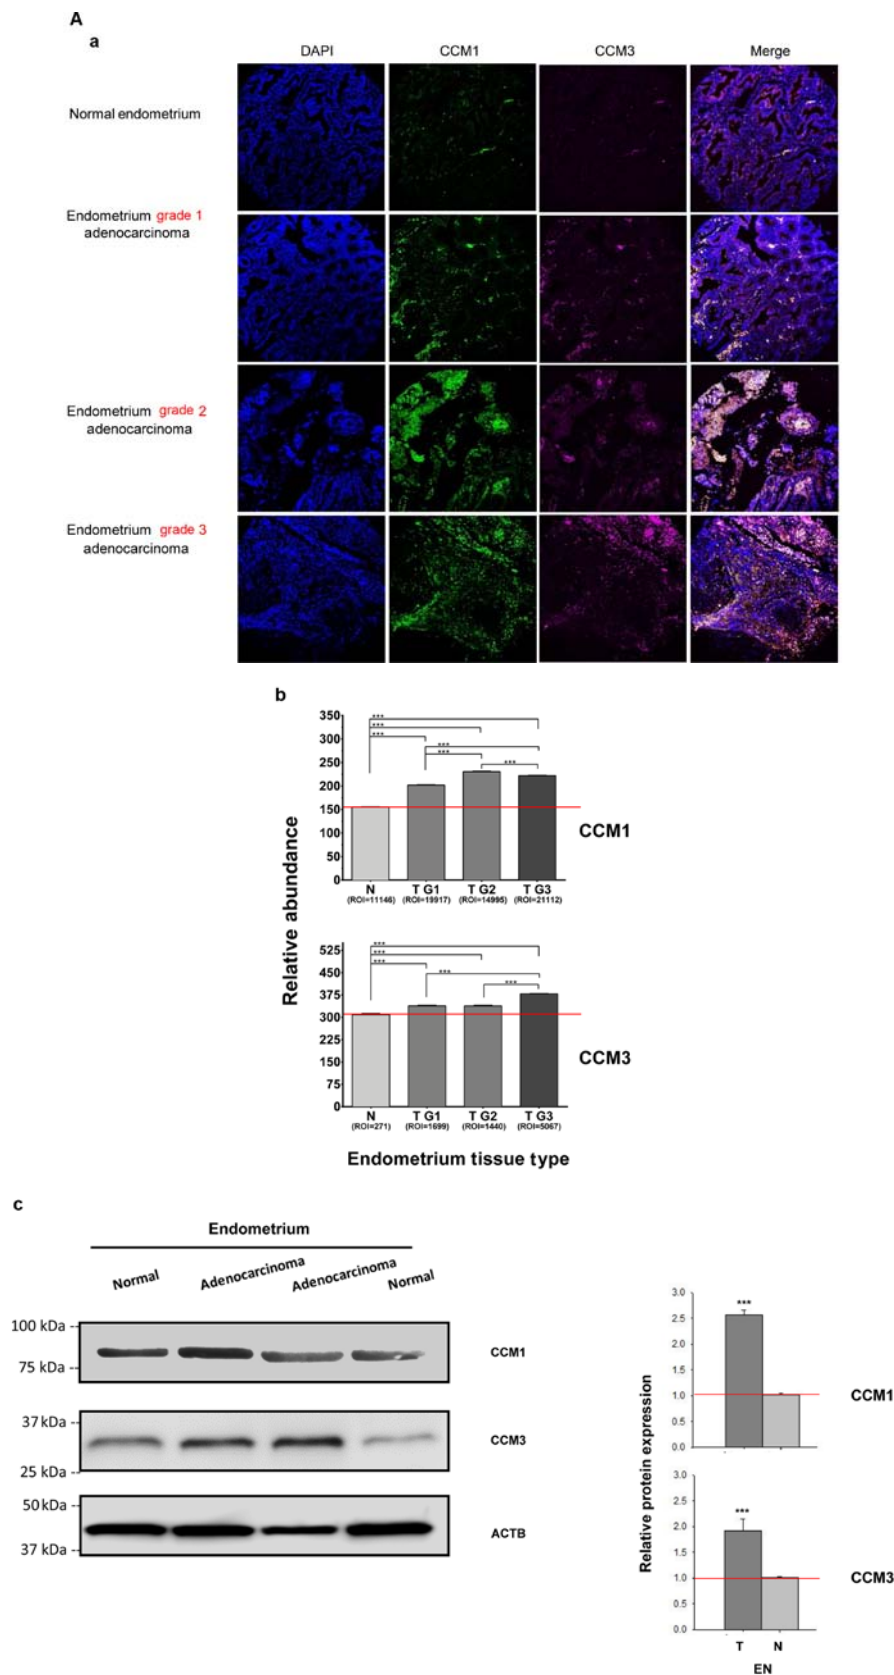 A
a
DAPI CCM1 CCM3 Merge
Normal endometrium
Endometrium grade 1
adenocarcinoma
Endometrium grade 2
adenocarcinoma
Endometrium grade 3
adenocarcinoma
b
350
300
250
200
150
100
50
0
***
***
***
***
***
***
CCM1
N T G1 T G2 T G3
(ROI=11146) (ROI=19917) (ROI=14995) (ROI=21112)
Relative abundance
525
450
375
300
225
150
75
0
***
***
***
***
***
CCM3
N T G1 T G2 T G3
(ROI=271) (ROI=1699) (ROI=1440) (ROI=5067)
Endometrium tissue type
c
Endometrium
Normal Adenocarcinoma Adenocarcinoma Normal
100 kDa --
75 kDa --
CCM1
37 kDa --
25 kDa --
CCM3
50 kDa --
37 kDa --
ACTB
Relative protein expression
3.0
2.5
2.0
1.5
1.0
0.5
0.0
***
CCM1
3.0
2.5
2.0
1.5
1.0
0.5
0.0
***
CCM3
T N
EN